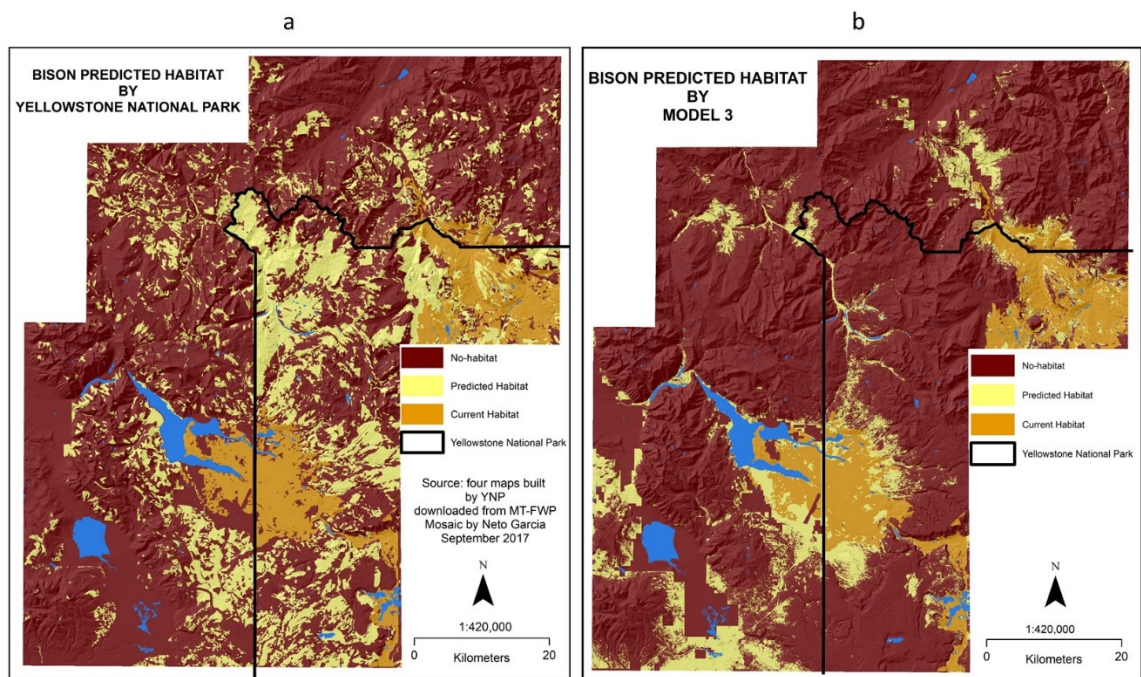 a
BISON PREDICTED HABITAT
BY
YELLOWSTONE NATIONAL PARK
No-habitat
Predicted Habitat
Current Habitat
Yellowstone National Park
Source: four maps built
by YNP
downloaded from MT-FWP
Mosaic by Neto Garcia
September 2017
N
1:420,000
0 20
Kilometers
b
BISON PREDICTED HABITAT
BY
MODEL 3
No-habitat
Predicted Habitat
Current Habitat
Yellowstone National Park
N
1:420,000
0 20
Kilometers